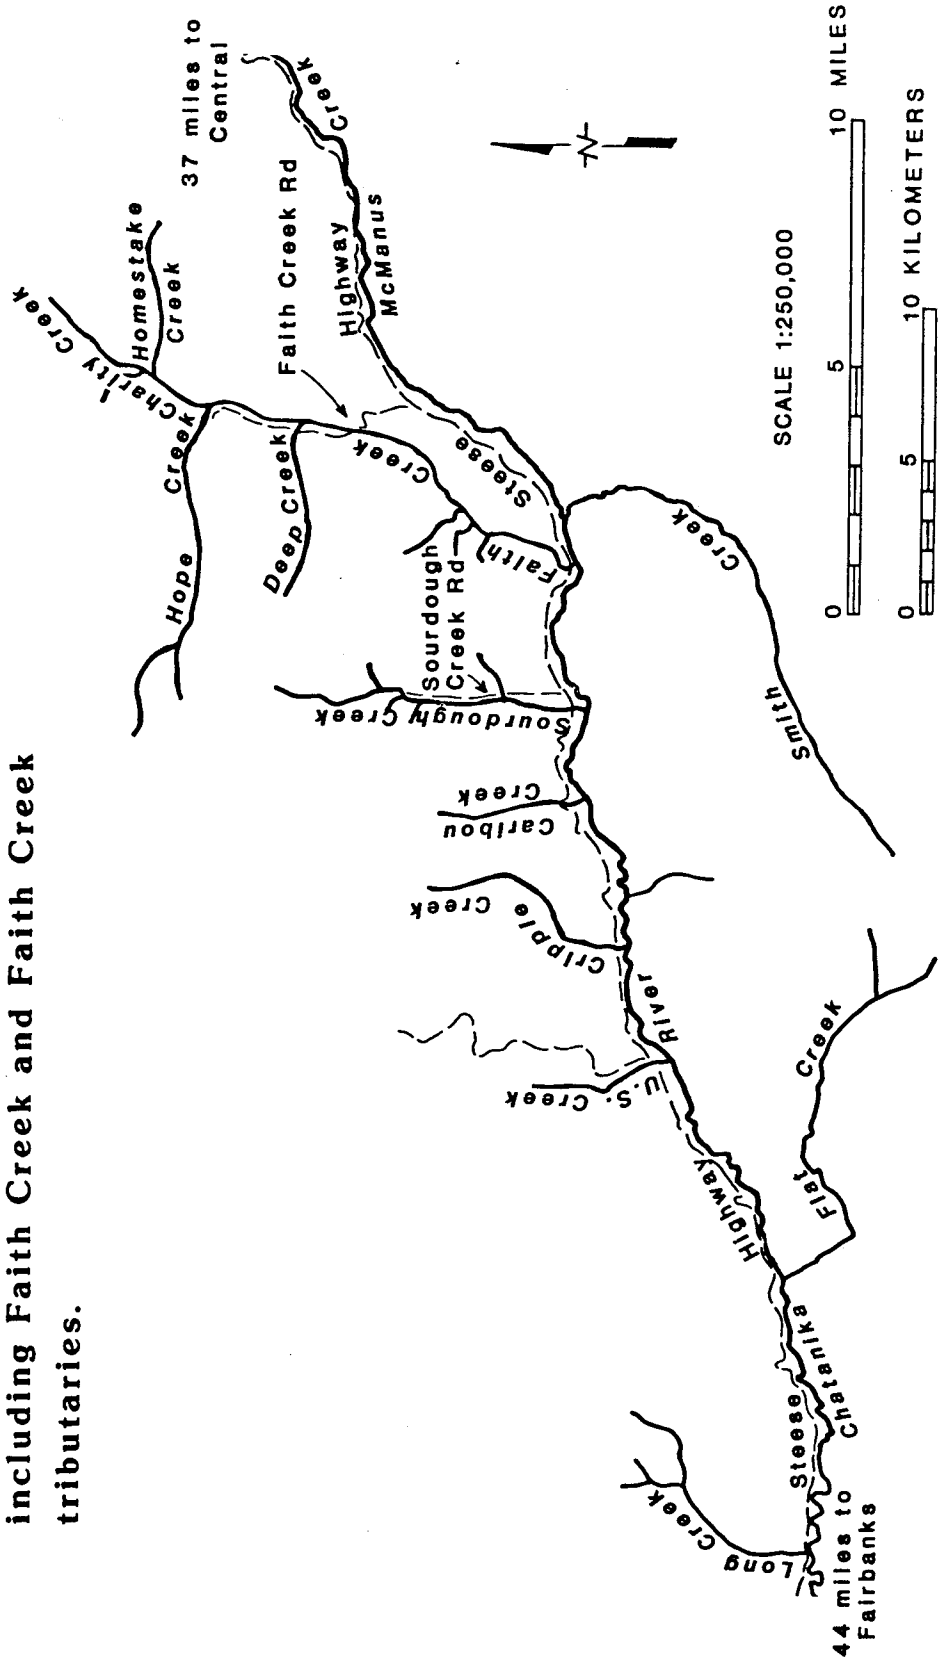 including Faith Creek and Faith Creek
tributaries.
37 miles to
Central
Homestake
Creek
Charity Creek
Hope Creek
Deep Creek
Faith Creek Rd
Highway
McManus Creek
Steese
Faith Creek
Sourdough
Creek Rd
Sourdough Creek
Caribou
Creek
Cripple Creek
U.S. Creek
River
Highway
Smith Creek
Flat Creek
Steese
Chatanika
Long Creek
44 miles to
Fairbanks
N
SCALE 1:250,000
0 5 10 MILES
0 5 10 KILOMETERS